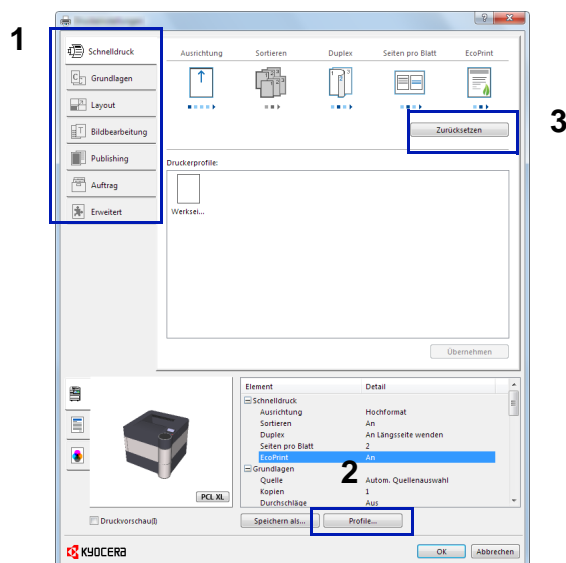 1
Schnelldruck
Grundlagen
Layout
Bildbearbeitung
Publishing
Auftrag
Erweitert
Ausrichtung Sortieren Duplex Seiten pro Blatt EcoPrint
Zurücksetzen
3
Druckerprofile:
Werksei...
Übernehmen
Element Detail
Schnelldruck
Ausrichtung Hochformat
Sortieren An
Duplex An Längsseite wenden
Seiten pro Blatt 2
EcoPrint An
Grundlagen
2
Quelle Autom. Quellenauswahl
Kopien 1
Durchschläge Aus
PCL XL
Druckvorschau(I)
Speichern als... Profile...
KYOCERA
OK Abbrechen